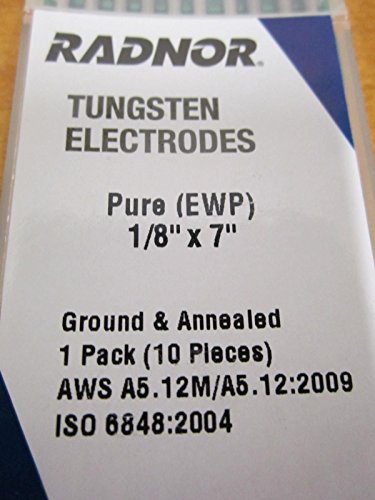 RADNOR®
TUNGSTEN
ELECTRODES
Pure (EWP)
1/8" x 7"
Ground & Annealed
1 Pack (10 Pieces)
AWS A5.12M/A5.12:2009
ISO 6848:2004